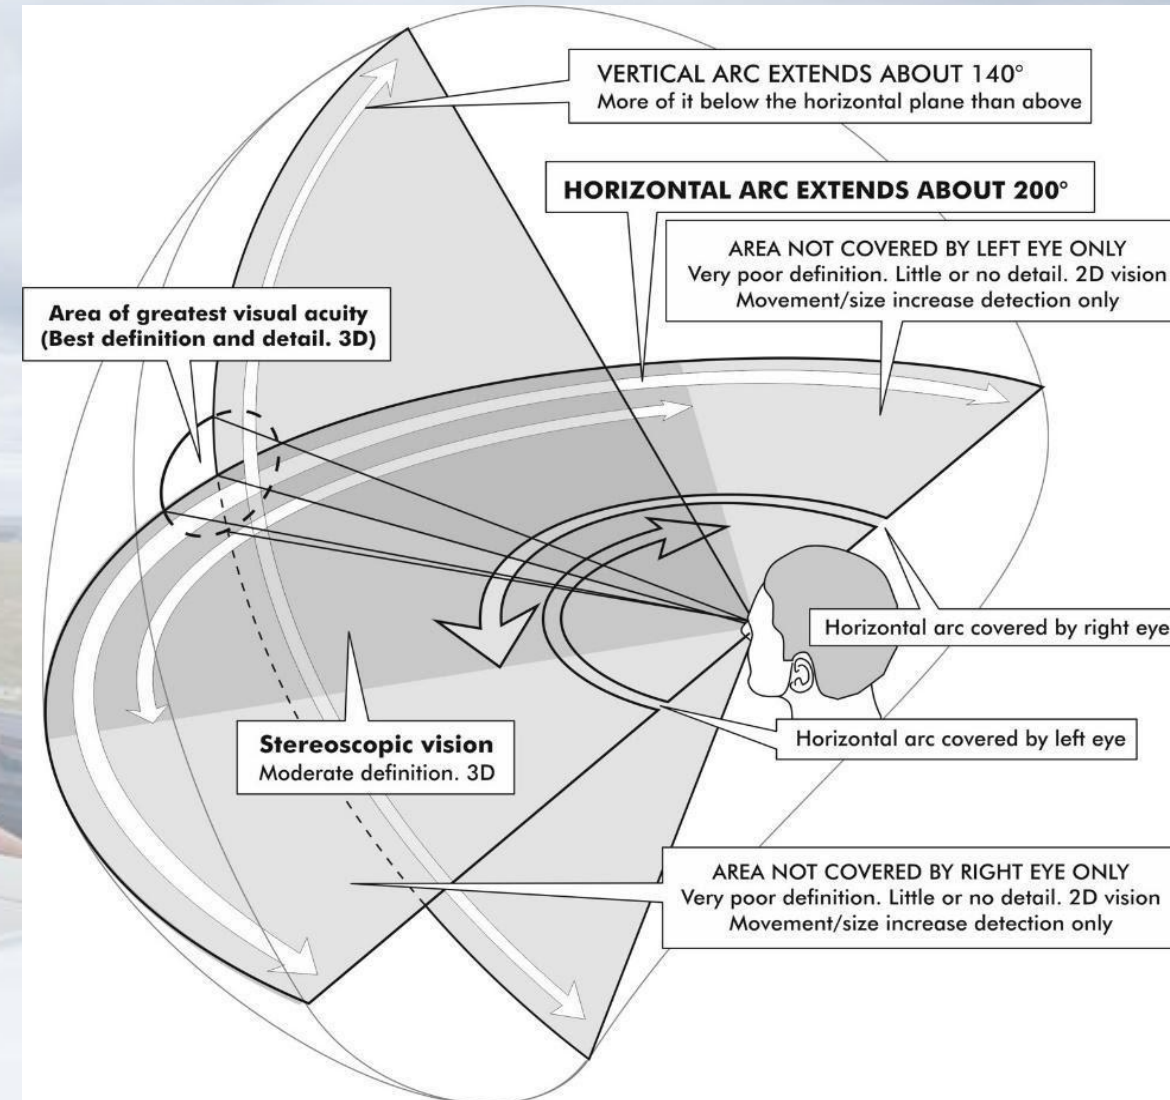 VERTICAL ARC EXTENDS ABOUT 140°
More of it below the horizontal plane than above
HORIZONTAL ARC EXTENDS ABOUT 200°
AREA NOT COVERED BY LEFT EYE ONLY
Very poor definition. Little or no detail. 2D vision
Movement/size increase detection only
Area of greatest visual acuity
(Best definition and detail. 3D)
Horizontal arc covered by right eye
Stereoscopic vision
Moderate definition. 3D
Horizontal arc covered by left eye
AREA NOT COVERED BY RIGHT EYE ONLY
Very poor definition. Little or no detail. 2D vision
Movement/size increase detection only